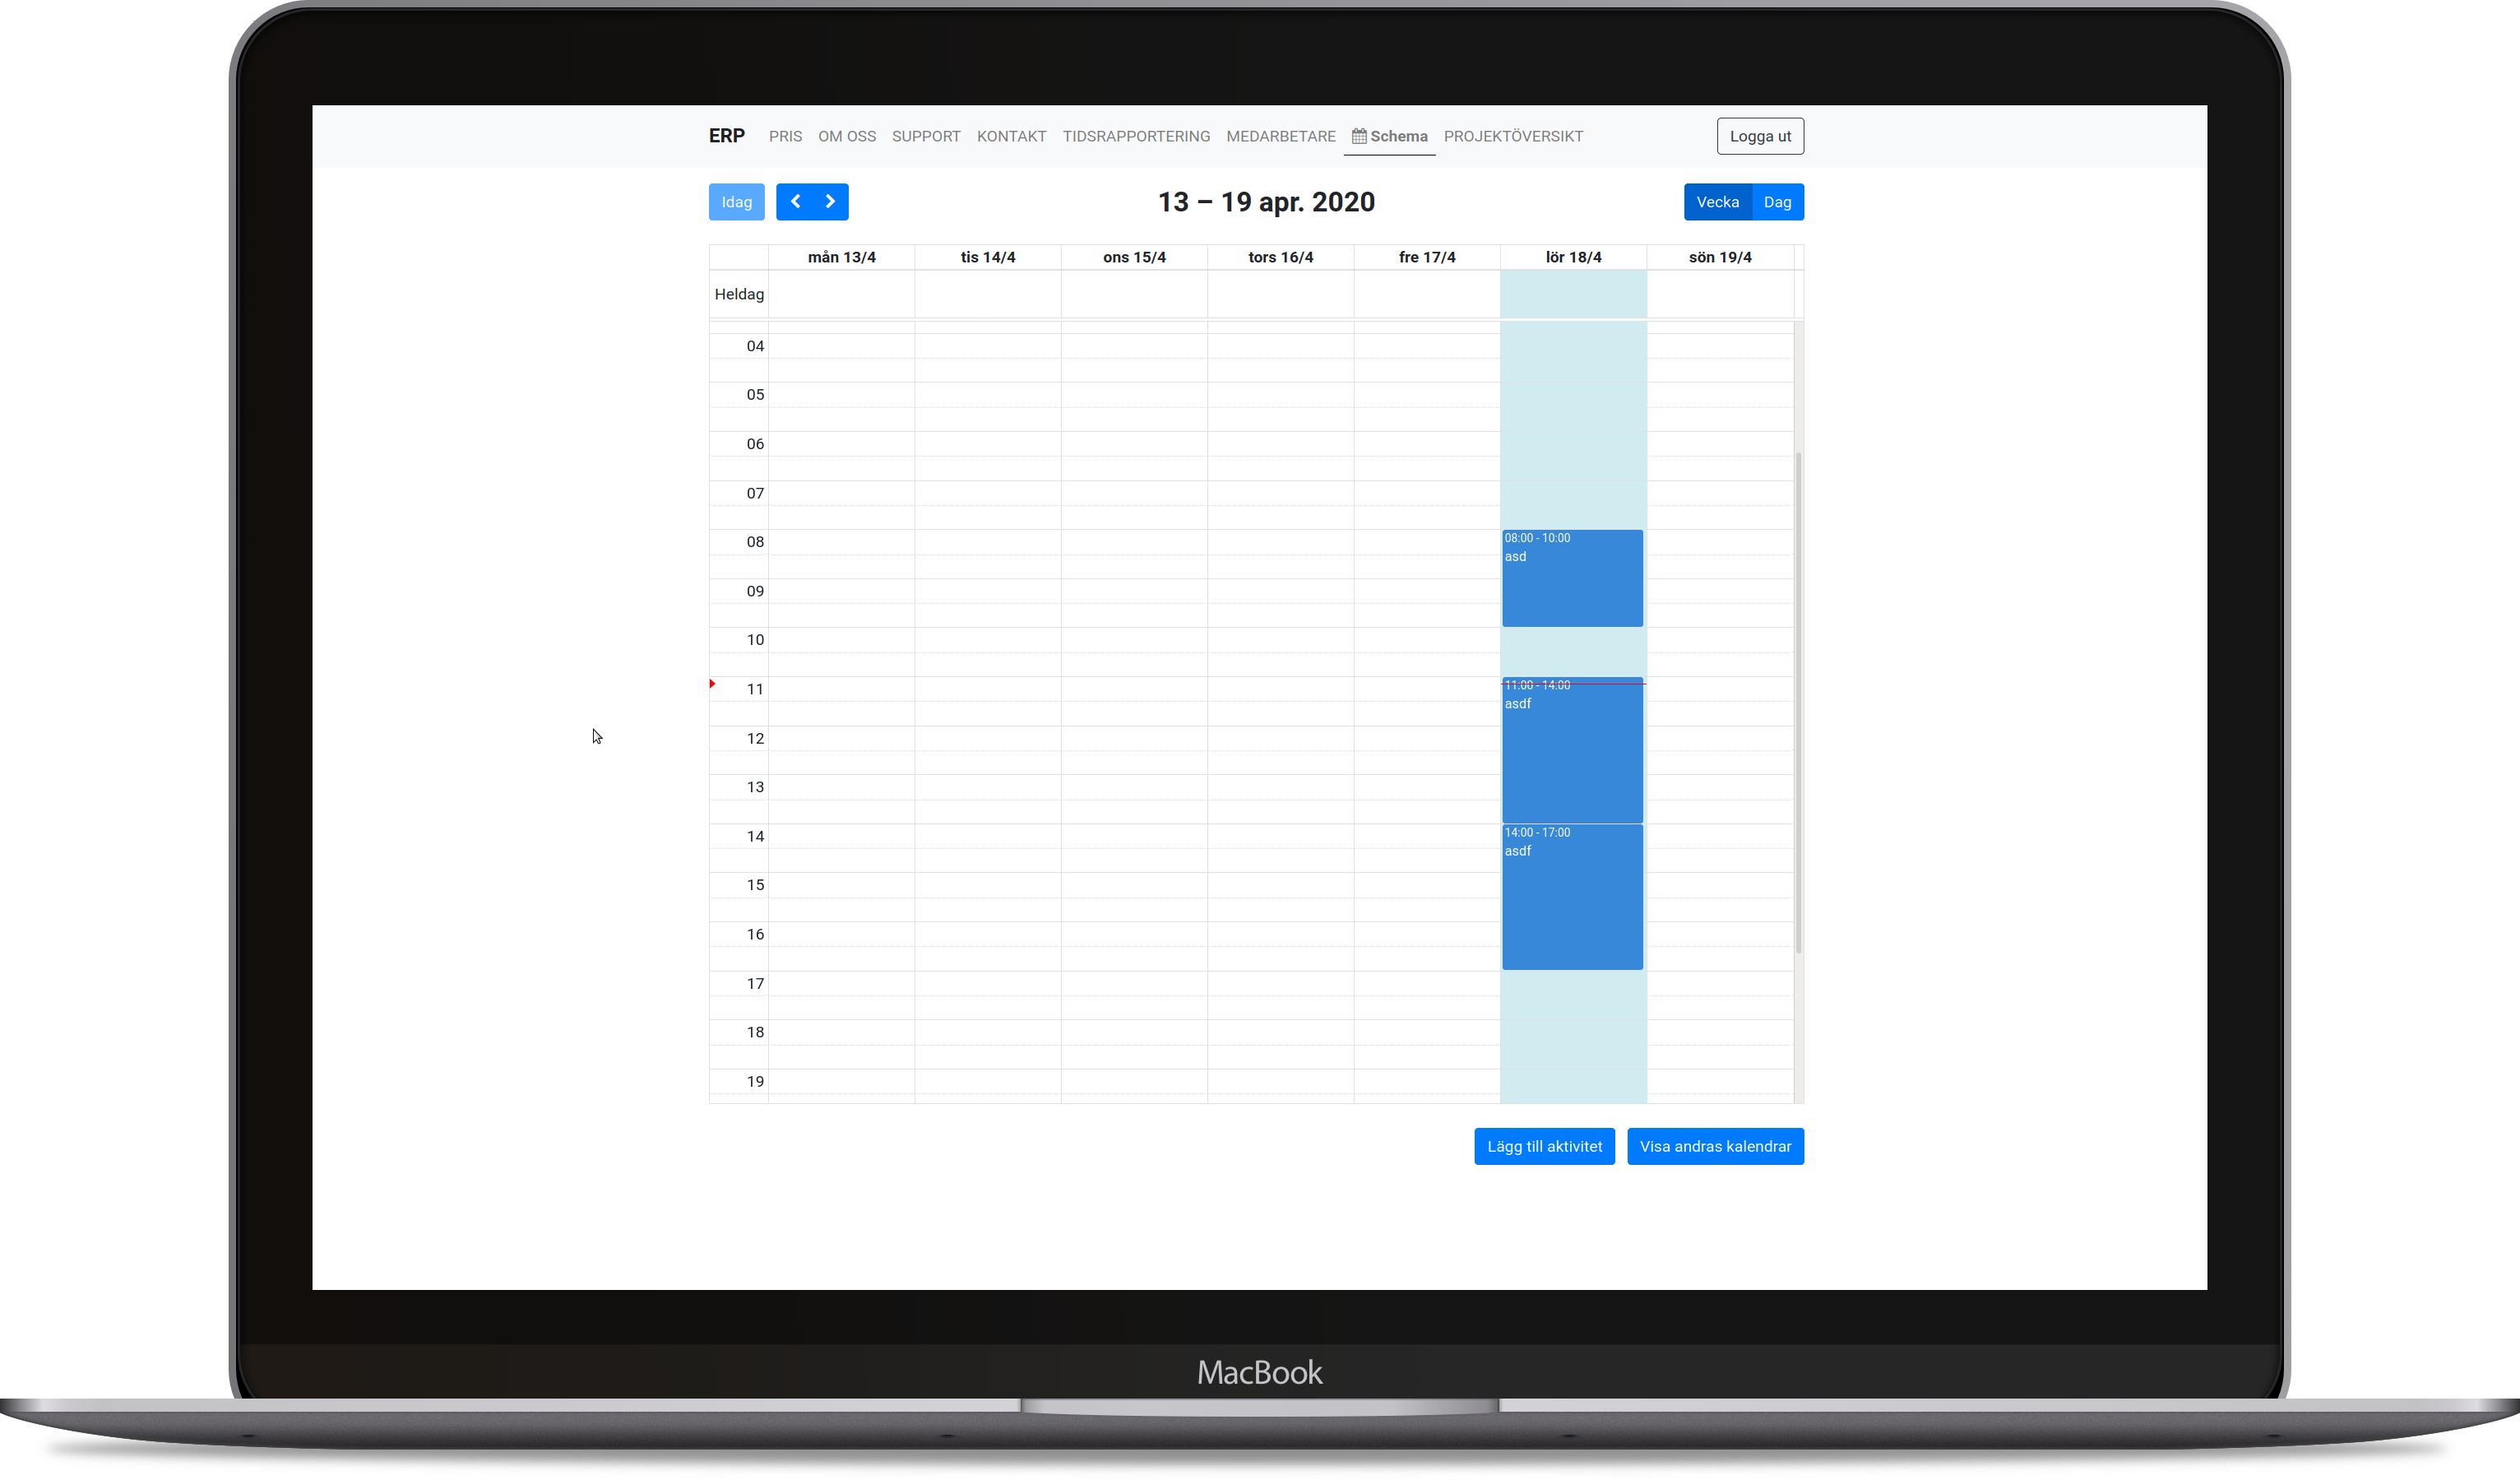 ERP PRIS OM OSS SUPPORT KONTAKT TIDSRAPPORTERING MEDARBETARE Schema PROJEKTÖVERSIKT Logga ut
Idag 13 – 19 apr. 2020 Vecka Dag
mån 13/4 tis 14/4 ons 15/4 tors 16/4 fre 17/4 lör 18/4 sön 19/4
Heldag
04
05
06
07
08 08:00 - 10:00
asd
09
10
11 11:00 - 14:00
asdf
12
13
14 14:00 - 17:00
asdf
15
16
17
18
19
Lägg till aktivitet Visa andras kalendrar
MacBook